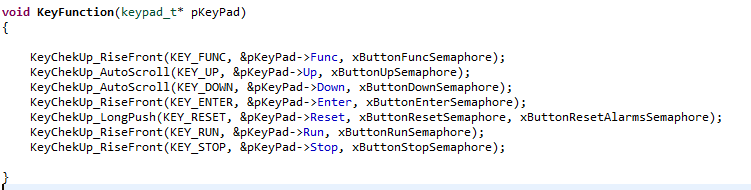 void KeyFunction(keypad_t* pKeyPad)
{
KeyChekUp_RiseFront(KEY_FUNC, &pKeyPad->Func, xButtonFuncSemaphore);
KeyChekUp_AutoScroll(KEY_UP, &pKeyPad->Up, xButtonUpSemaphore);
KeyChekUp_AutoScroll(KEY_DOWN, &pKeyPad->Down, xButtonDownSemaphore);
KeyChekUp_RiseFront(KEY_ENTER, &pKeyPad->Enter, xButtonEnterSemaphore);
KeyChekUp_LongPush(KEY_RESET, &pKeyPad->Reset, xButtonResetSemaphore, xButtonResetAlarmsSemaphore);
KeyChekUp_RiseFront(KEY_RUN, &pKeyPad->Run, xButtonRunSemaphore);
KeyChekUp_RiseFront(KEY_STOP, &pKeyPad->Stop, xButtonStopSemaphore);
}